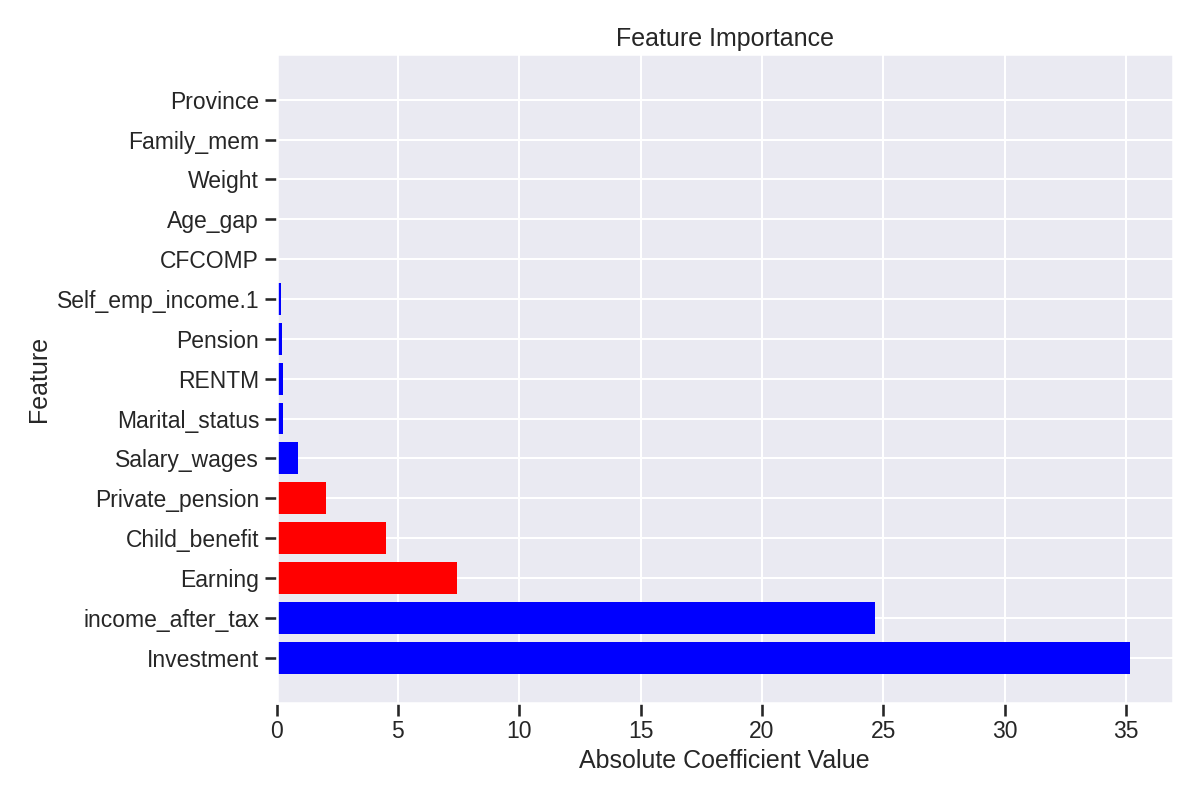 Feature Importance
Province
Family_mem
Weight
Age_gap
CFCOMP
Self_emp_income.1
Pension
RENTM
Marital_status
Salary_wages
Private_pension
Child_benefit
Earning
income_after_tax
Investment
Feature
0 5 10 15 20 25 30 35
Absolute Coefficient Value